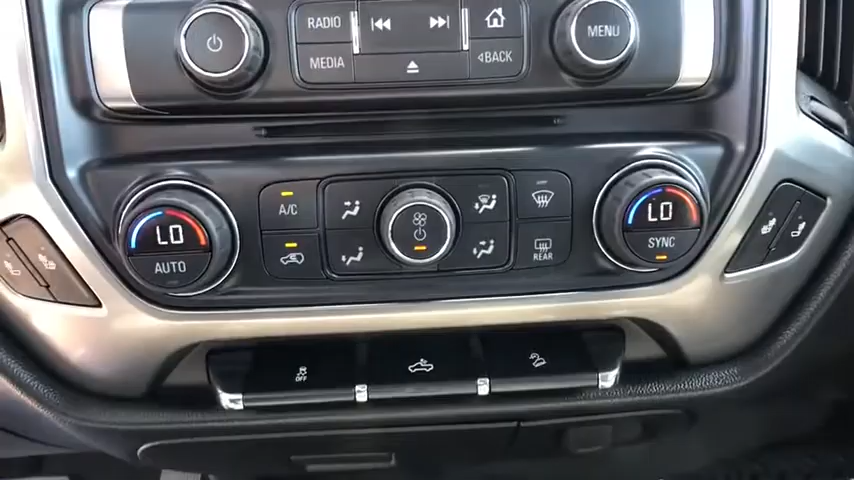 RADIO
MEDIA
BACK
MENU
A/C
LO
AUTO
REAR
LO
SYNC
OFF